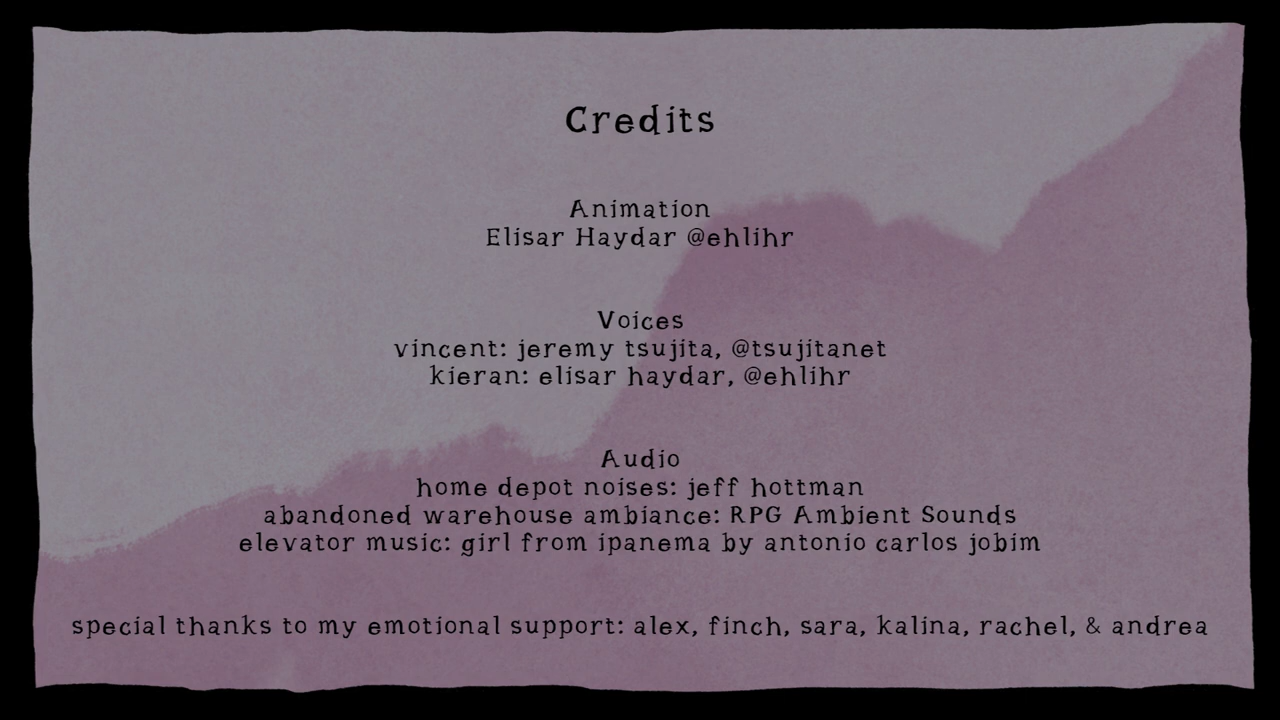 Credits
Animation
Elisar Haydar @ehlihr
Voices
vincent: jeremy tsujita, @tsujitanet
kieran: elisar haydar, @ehlihr
Audio
home depot noises: jeff hottman
abandoned warehouse ambiance: RPG Ambient Sounds
elevator music: girl from ipanema by antonio carlos jobim
special thanks to my emotional support: alex, finch, sara, kalina, rachel, & andrea